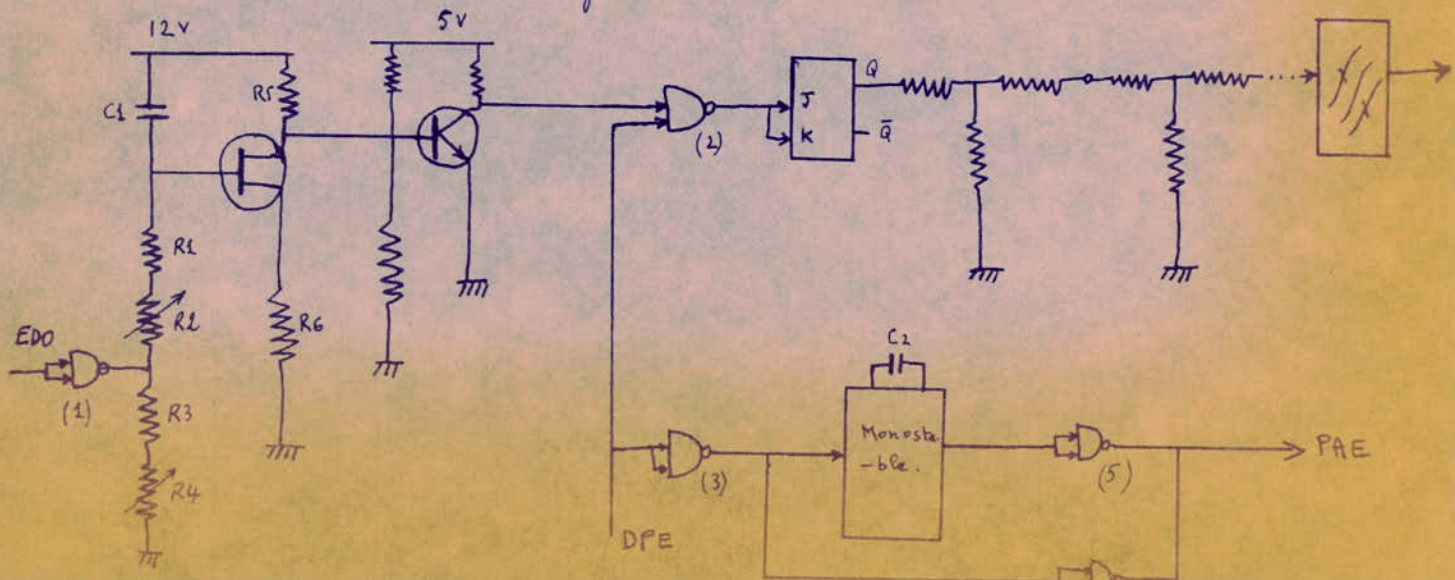 12V
5V
C1
R5
J
K
Q
Q̄
(2)
R1
R2
R6
EDO
(1)
R3
R4
C2
Monosta
-ble.
(3)
(5)
PAE
DPE